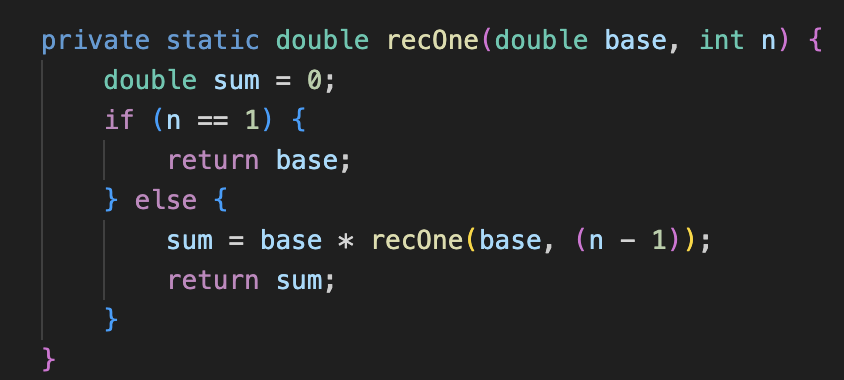 private static double recOne(double base, int n) {
    double sum = 0;
    if (n == 1) {
        return base;
    } else {
        sum = base * recOne(base, (n - 1));
        return sum;
    }
}